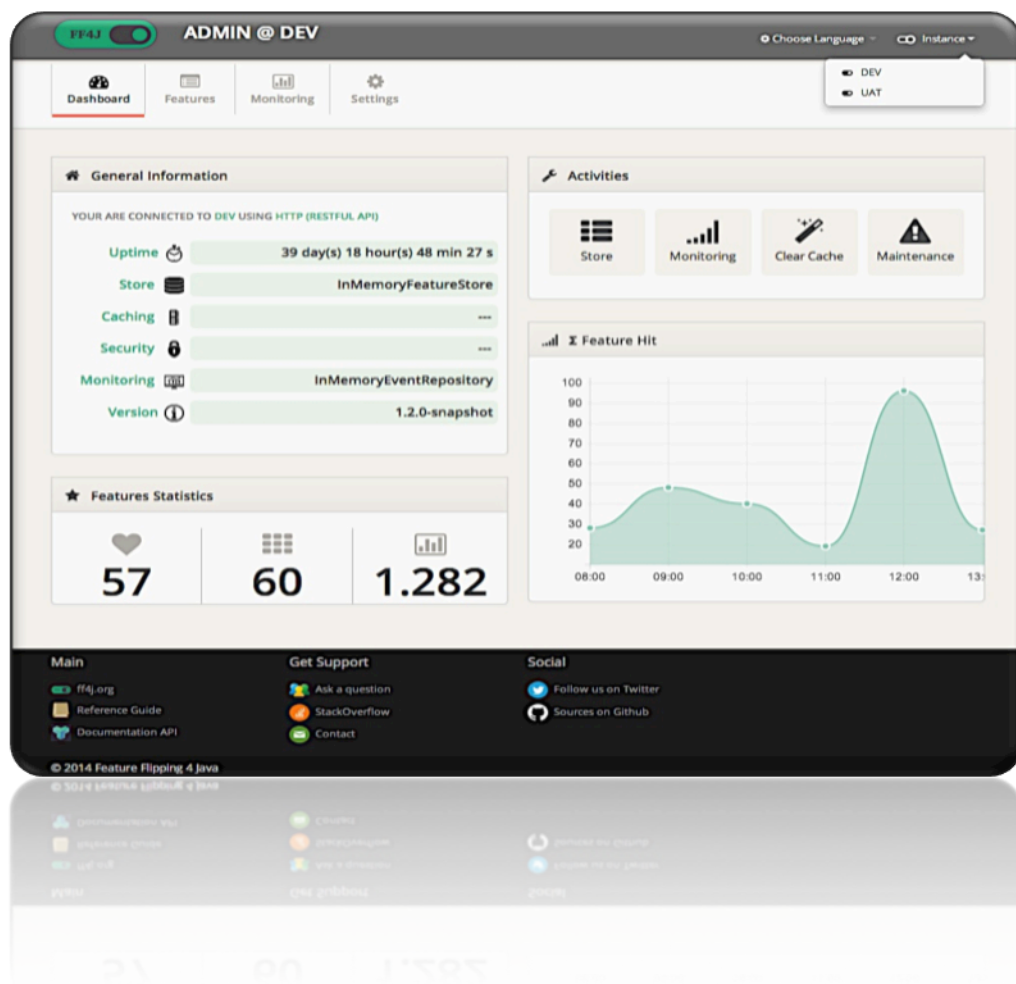 FF4J
ADMIN @ DEV
Choose Language
Instance
DEV
UAT
Dashboard
Features
Monitoring
Settings
General Information
YOUR ARE CONNECTED TO DEV USING HTTP (RESTFUL API)
Uptime 39 day(s) 18 hour(s) 48 min 27 s
Store InMemoryFeatureStore
Caching ---
Security ---
Monitoring InMemoryEventRepository
Version 1.2.0-snapshot
Features Statistics
57 60 1.282
Activities
Store
Monitoring
Clear Cache
Maintenance
Σ Feature Hit
100
90
80
70
60
50
40
30
20
08:00 09:00 10:00 11:00 12:00 13:
Main
ff4j.org
Reference Guide
Documentation API
Get Support
Ask a question
StackOverflow
Contact
Social
Follow us on Twitter
Sources on Github
© 2014 Feature Flipping 4 Java